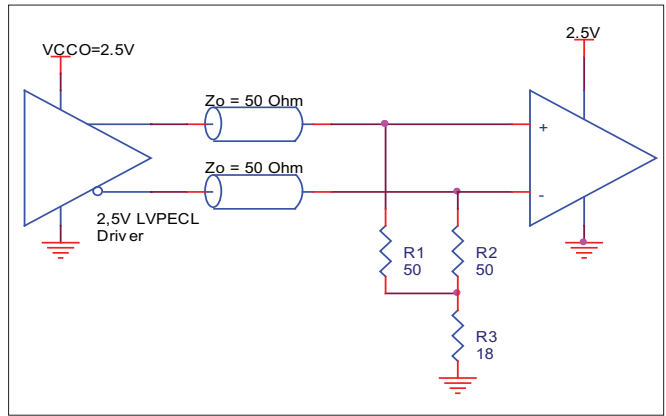 VCCO=2.5V
2.5V
Zo = 50 Ohm
+
Zo = 50 Ohm
-
2,5V LVPECL
Driver
R1
50
R2
50
R3
18